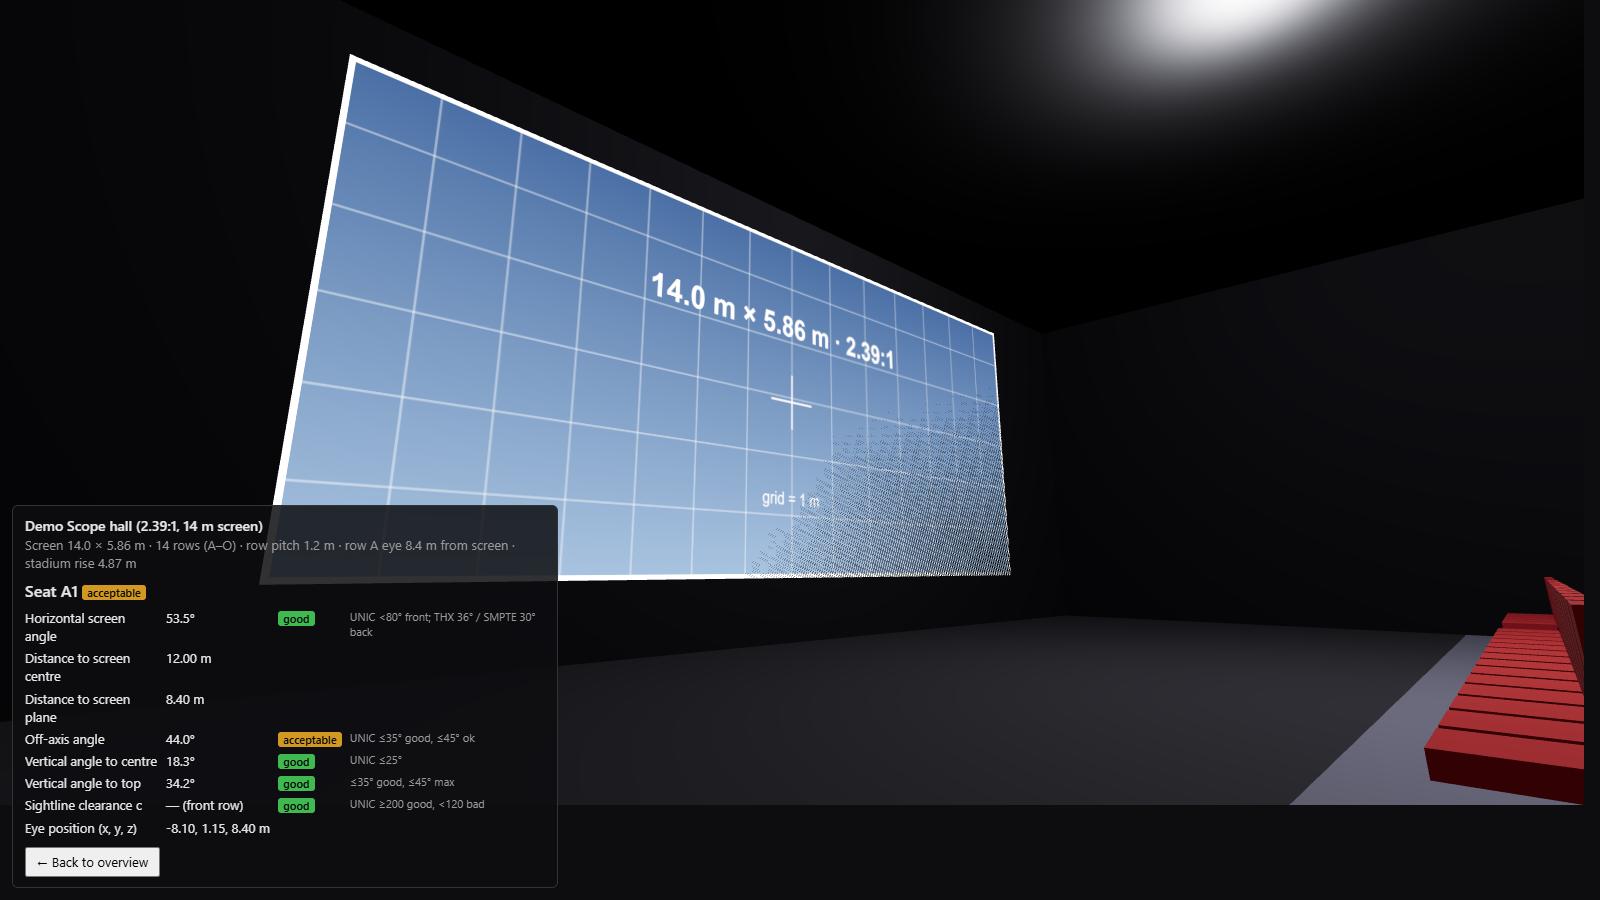 14.0 m × 5.86 m · 2.39:1
grid = 1 m
Demo Scope hall (2.39:1, 14 m screen)
Screen 14.0 × 5.86 m · 14 rows (A–O) · row pitch 1.2 m · row A eye 8.4 m from screen ·
stadium rise 4.87 m
Seat A1 acceptable
Horizontal screen angle 53.5° good UNIC <80° front; THX 36° / SMPTE 30° back
Distance to screen centre 12.00 m
Distance to screen plane 8.40 m
Off-axis angle 44.0° acceptable UNIC ≤35° good, ≤45° ok
Vertical angle to centre 18.3° good UNIC ≤25°
Vertical angle to top 34.2° good ≤35° good, ≤45° max
Sightline clearance c — (front row) good UNIC ≥200 good, <120 bad
Eye position (x, y, z) -8.10, 1.15, 8.40 m
← Back to overview